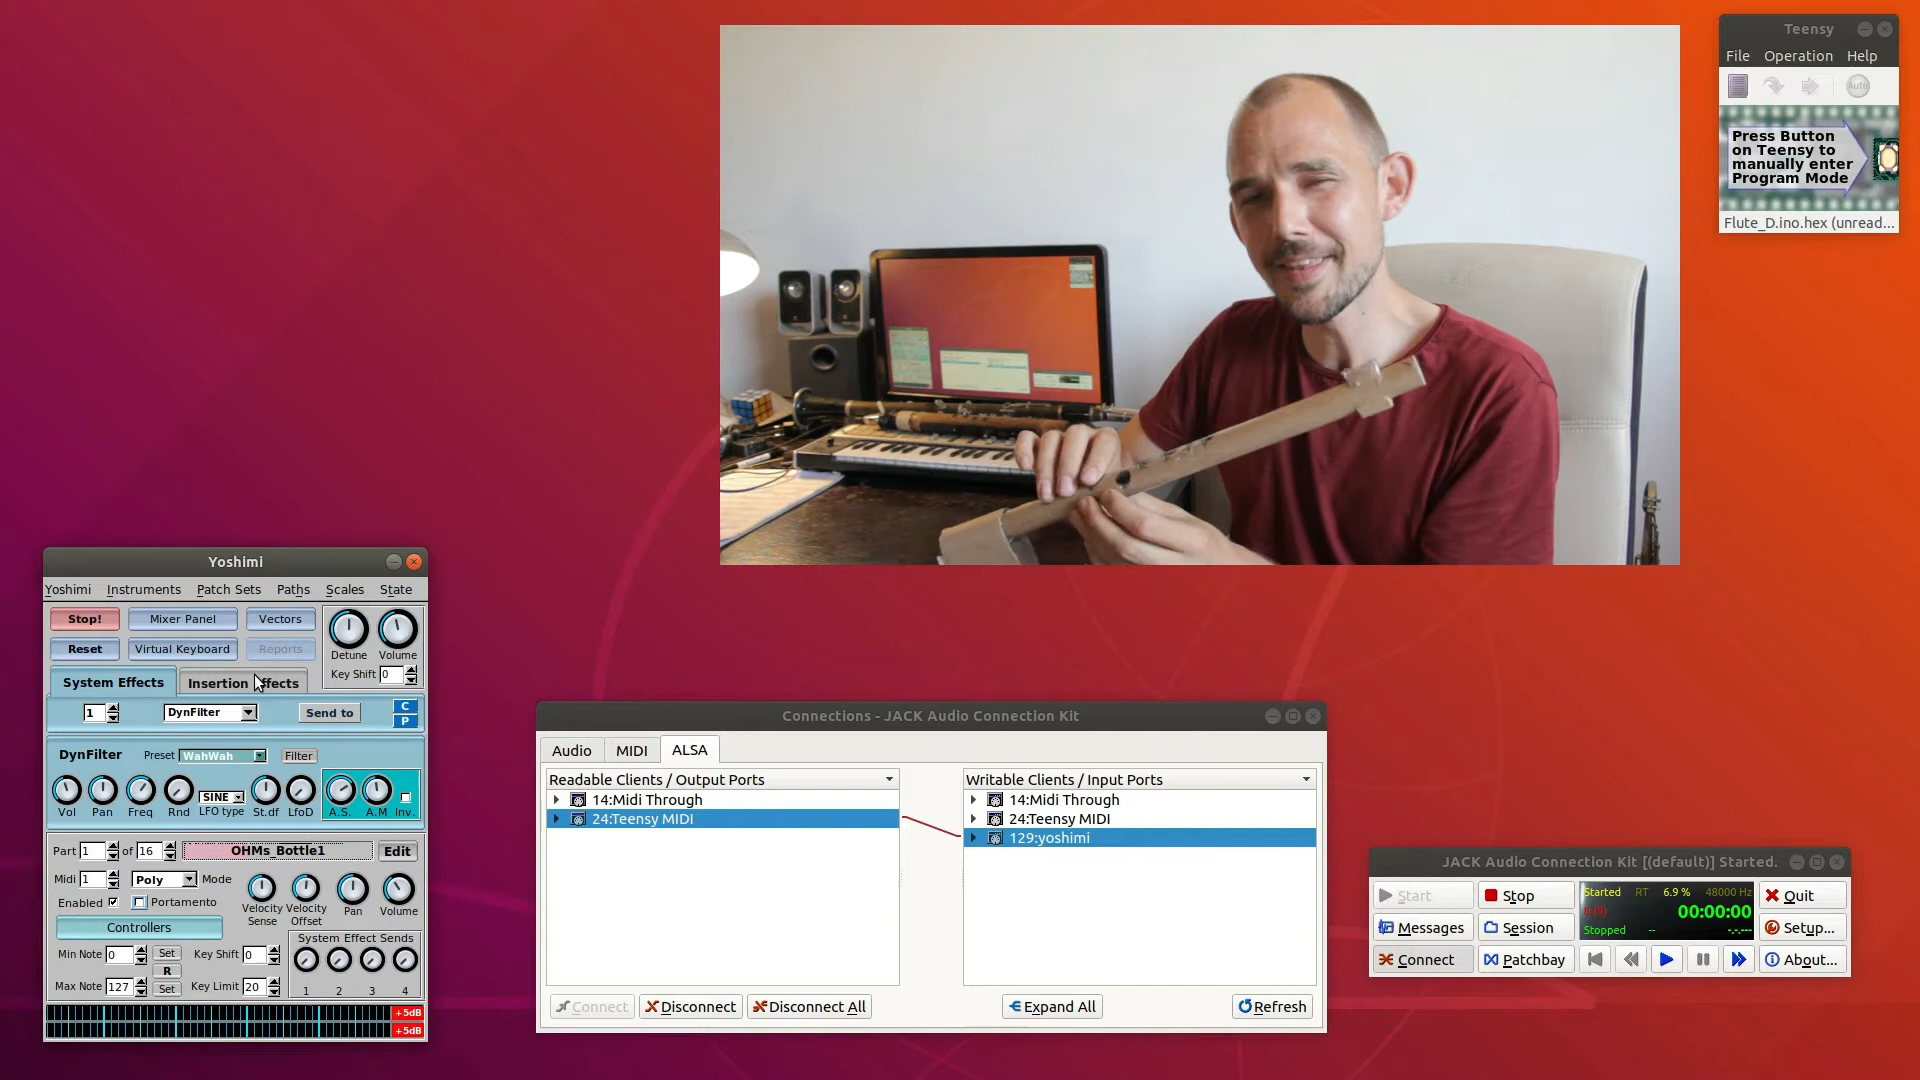 Teensy
File Operation Help
Auto
Press Button
on Teensy to
manually enter
Program Mode
Flute_D.ino.hex (unread...
Yoshimi
Yoshimi Instruments Patch Sets Paths Scales State
Stop! Mixer Panel Vectors
Reset Virtual Keyboard Reports
Detune Volume
Key Shift 0
System Effects Insertion Effects
1 DynFilter Send to C
P
DynFilter Preset WahWah Filter
SINE
Vol Pan Freq Rnd LFO type St.df LfoD A.S. A.M Inv.
Part 1 of 16 OHMs_Bottle1 Edit
Midi 1 Poly Mode
Enabled Portamento
Velocity Sense Velocity Offset Pan Volume
Controllers
System Effect Sends
Min Note 0 Set Key Shift 0
R
Max Note 127 Set Key Limit 20
1 2 3 4
+5dB
+5dB
Connections - JACK Audio Connection Kit
Audio MIDI ALSA
Readable Clients / Output Ports Writable Clients / Input Ports
14:Midi Through 14:Midi Through
24:Teensy MIDI 24:Teensy MIDI
129:yoshimi
Connect Disconnect Disconnect All Expand All Refresh
JACK Audio Connection Kit [(default)] Started.
Start Stop Started RT 6.9 % 48000 Hz Quit
00:00:00
Messages Session Stopped -- -.-.--- Setup...
Connect Patchbay About...